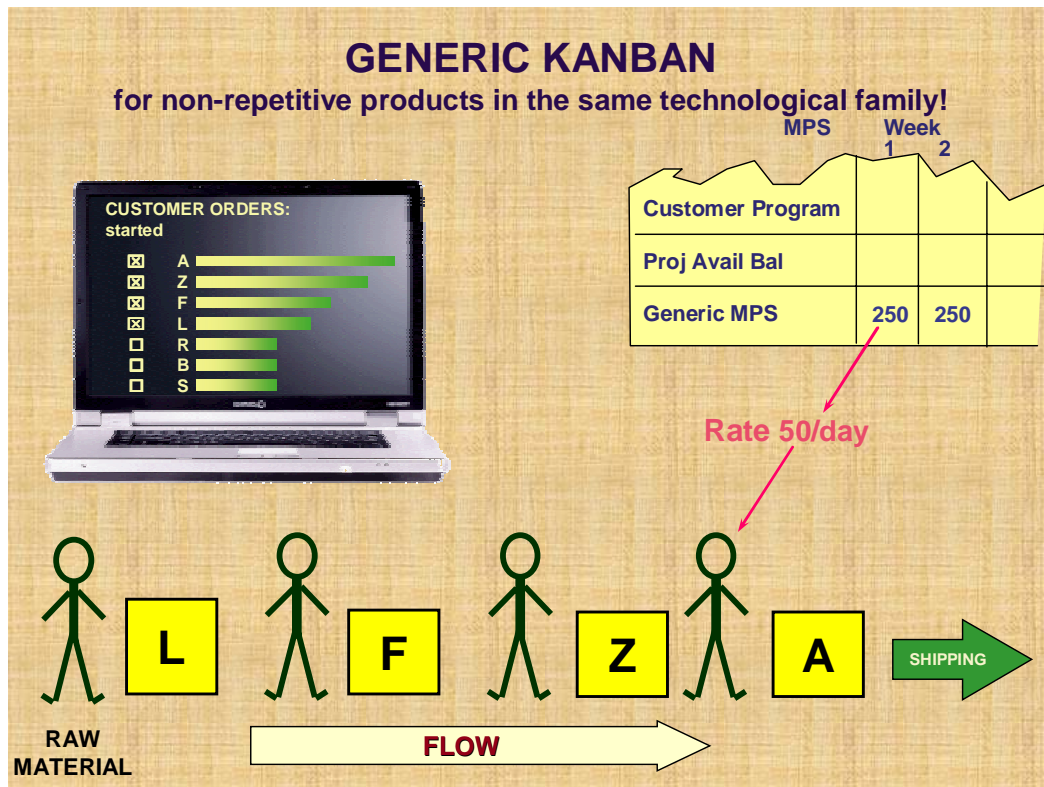 GENERIC KANBAN
for non-repetitive products in the same technological family!
MPS Week
1 2
CUSTOMER ORDERS:
started
A
Z
F
L
R
B
S
Customer Program
Proj Avail Bal
Generic MPS 250 250
Rate 50/day
L F Z A
SHIPPING
RAW
MATERIAL
FLOW